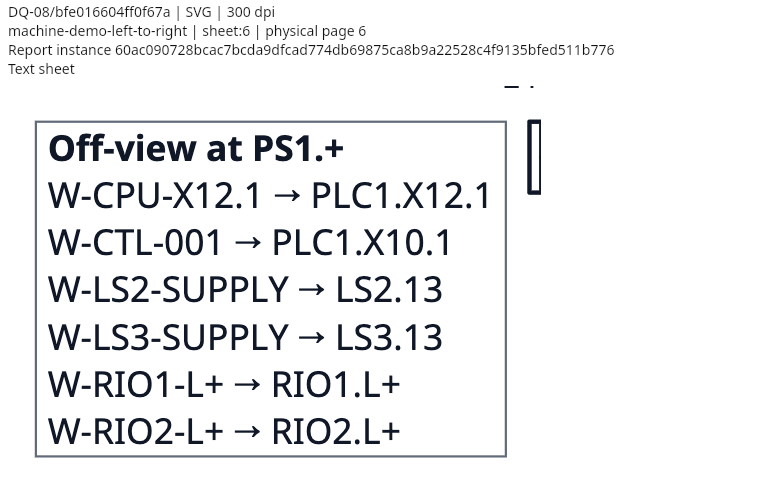 DQ-08/bfe016604ff0f67a | SVG | 300 dpi
machine-demo-left-to-right | sheet:6 | physical page 6
Report instance 60ac090728bcac7bcda9dfcad774db69875ca8b9a22528c4f9135bfed511b776
Text sheet
Off-view at PS1.+
W-CPU-X12.1 → PLC1.X12.1
W-CTL-001 → PLC1.X10.1
W-LS2-SUPPLY → LS2.13
W-LS3-SUPPLY → LS3.13
W-RIO1-L+ → RIO1.L+
W-RIO2-L+ → RIO2.L+